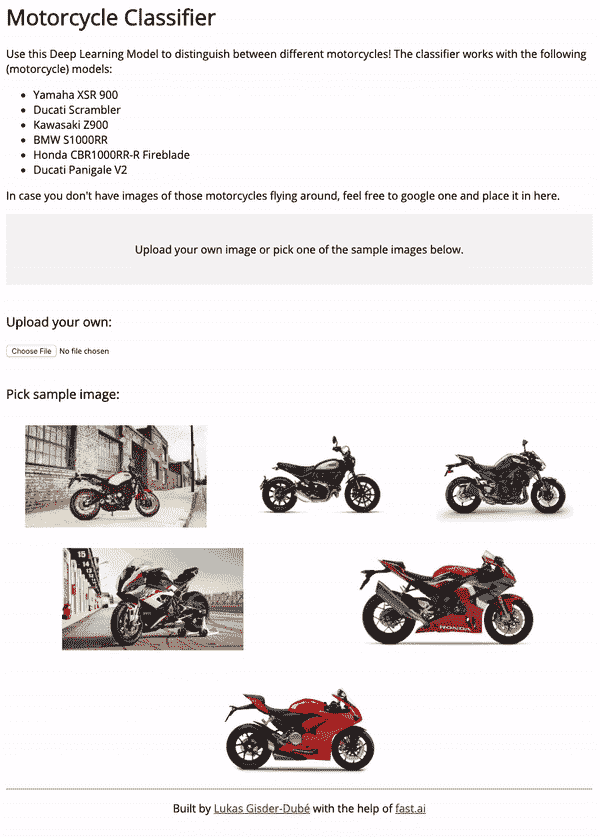 Motorcycle Classifier
Use this Deep Learning Model to distinguish between different motorcycles! The classifier works with the following
(motorcycle) models:
Yamaha XSR 900
Ducati Scrambler
Kawasaki Z900
BMW S1000RR
Honda CBR1000RR-R Fireblade
Ducati Panigale V2
In case you don't have images of those motorcycles flying around, feel free to google one and place it in here.
Upload your own image or pick one of the sample images below.
Upload your own:
Choose File No file chosen
Pick sample image:
15
14
13
HONDA
Built by Lukas Gisder-Dubé with the help of fast.ai